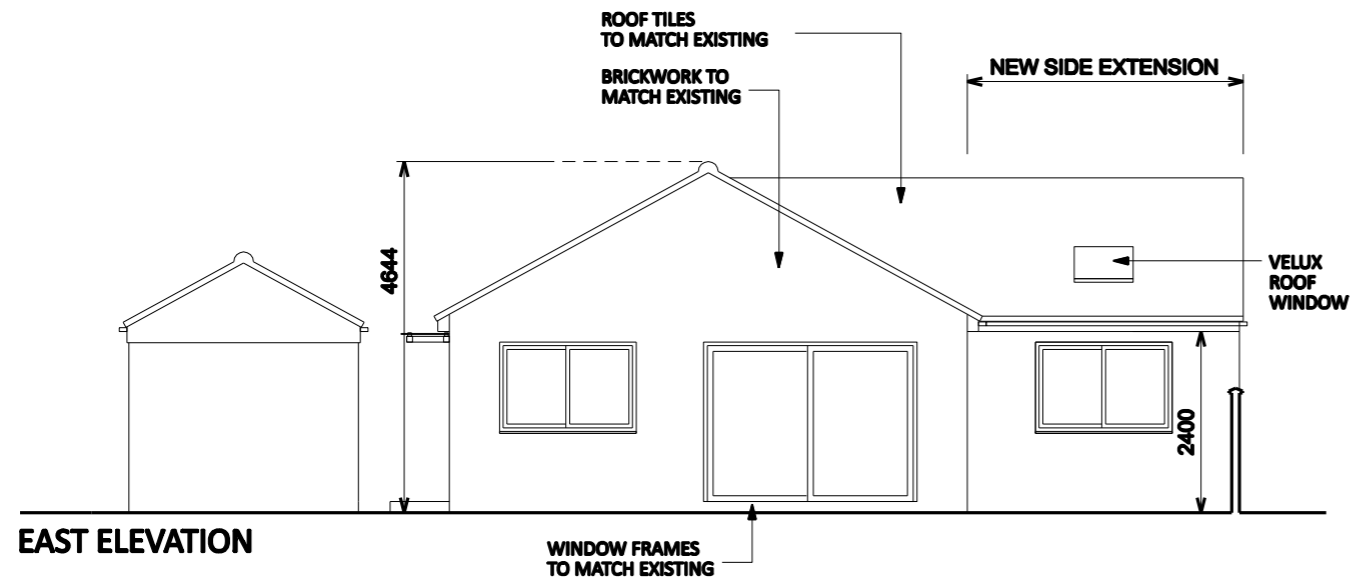 ROOF TILES
TO MATCH EXISTING
BRICKWORK TO
MATCH EXISTING
NEW SIDE EXTENSION
4644
VELUX
ROOF
WINDOW
2400
EAST ELEVATION
WINDOW FRAMES
TO MATCH EXISTING